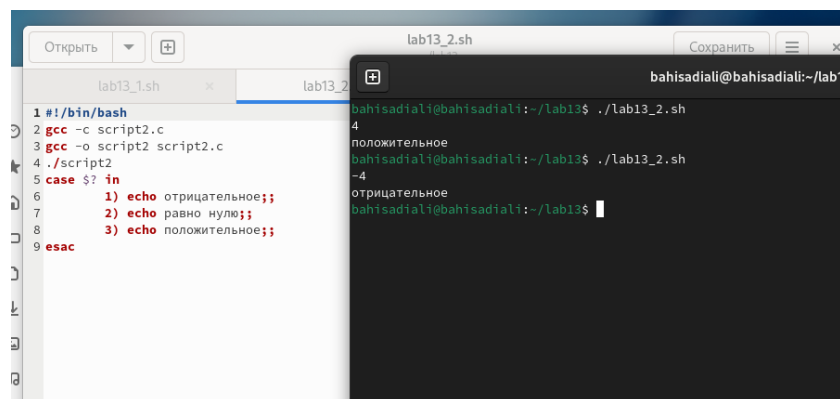 Открыть
lab13_2.sh
Сохранить
lab13_1.sh
lab13_2
1 #!/bin/bash
2 gcc -c script2.c
3 gcc -o script2 script2.c
4 ./script2
5 case $? in
6 1) echo отрицательное;;
7 2) echo равно нулю;;
8 3) echo положительное;;
9 esac
bahisadiali@bahisadiali:~/lab1
bahisadiali@bahisadiali:~/lab13$ ./lab13_2.sh
4
положительное
bahisadiali@bahisadiali:~/lab13$ ./lab13_2.sh
-4
отрицательное
bahisadiali@bahisadiali:~/lab13$